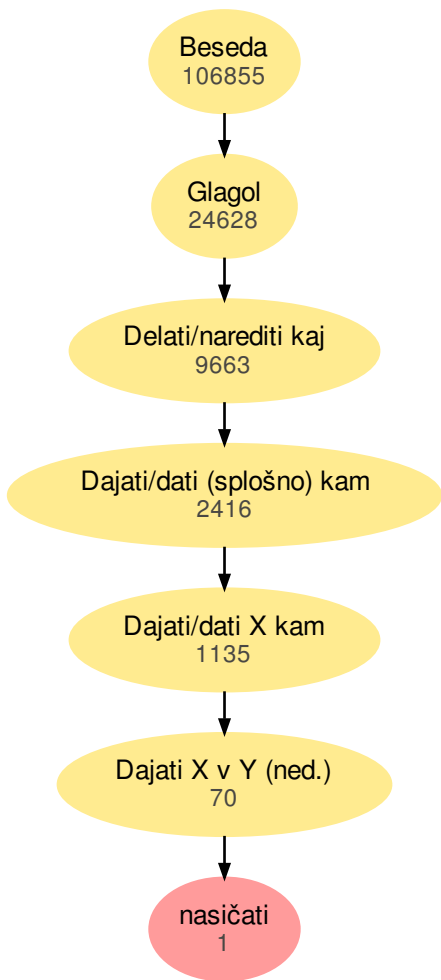 Beseda
106855
Glagol
24628
Delati/narediti kaj
9663
Dajati/dati (splošno) kam
2416
Dajati/dati X kam
1135
Dajati X v Y (ned.)
70
nasičati
1